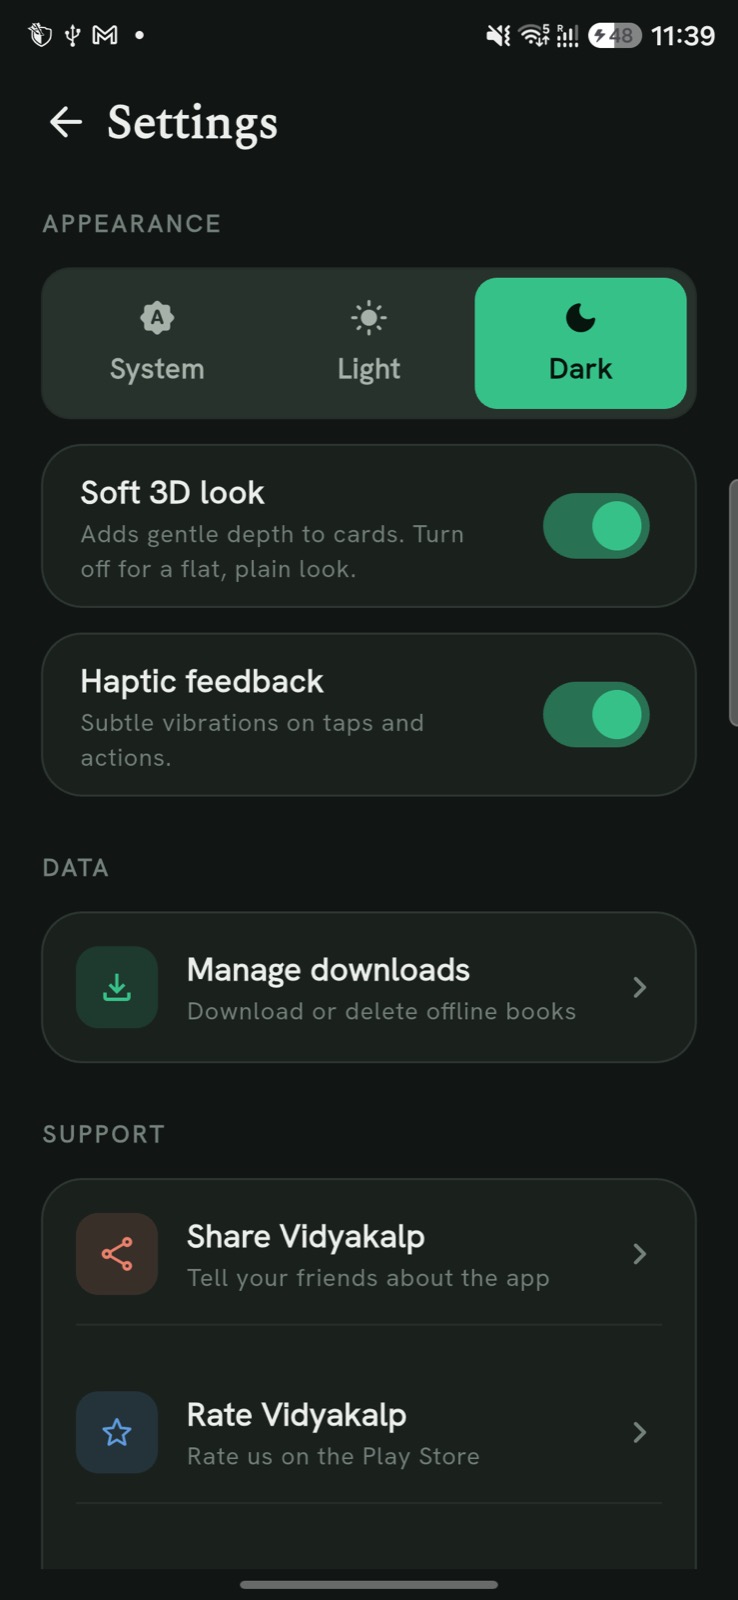 48 11:39
Settings
APPEARANCE
System Light Dark
Soft 3D look
Adds gentle depth to cards. Turn
off for a flat, plain look.
Haptic feedback
Subtle vibrations on taps and
actions.
DATA
Manage downloads
Download or delete offline books
SUPPORT
Share Vidyakalp
Tell your friends about the app
Rate Vidyakalp
Rate us on the Play Store